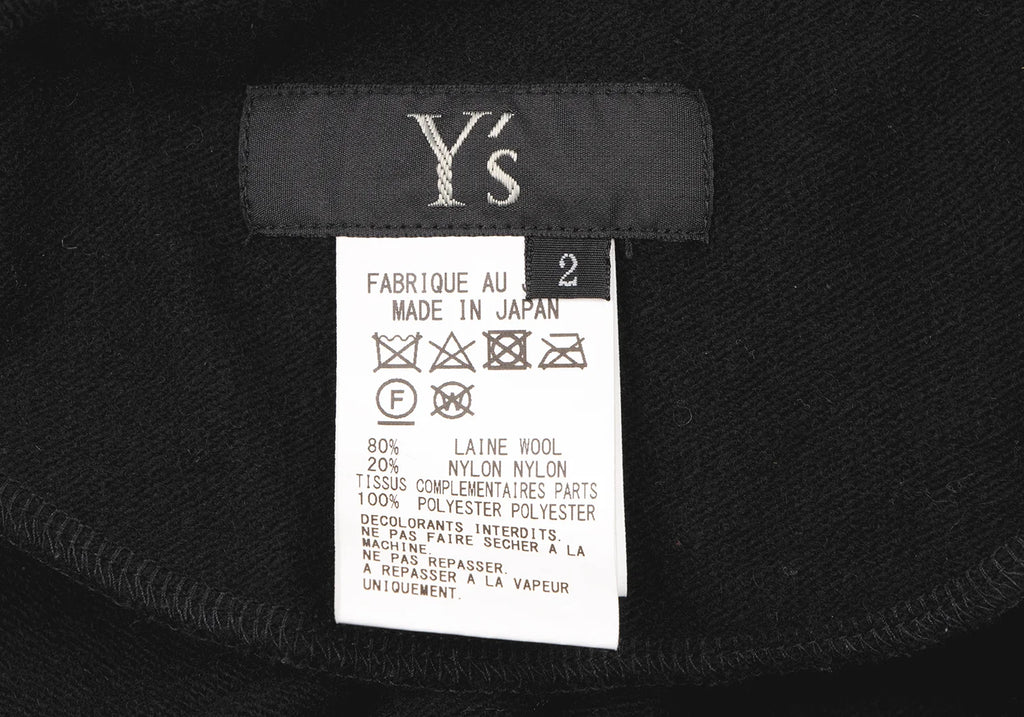 Y's
2
FABRIQUE AU
MADE IN JAPAN
F
W
80% LAINE WOOL
20% NYLON NYLON
TISSUS COMPLEMENTAIRES PARTS
100% POLYESTER POLYESTER
DECOLORANTS INTERDITS.
NE PAS FAIRE SECHER A LA
MACHINE.
NE PAS REPASSER.
A REPASSER A LA VAPEUR
UNIQUEMENT.